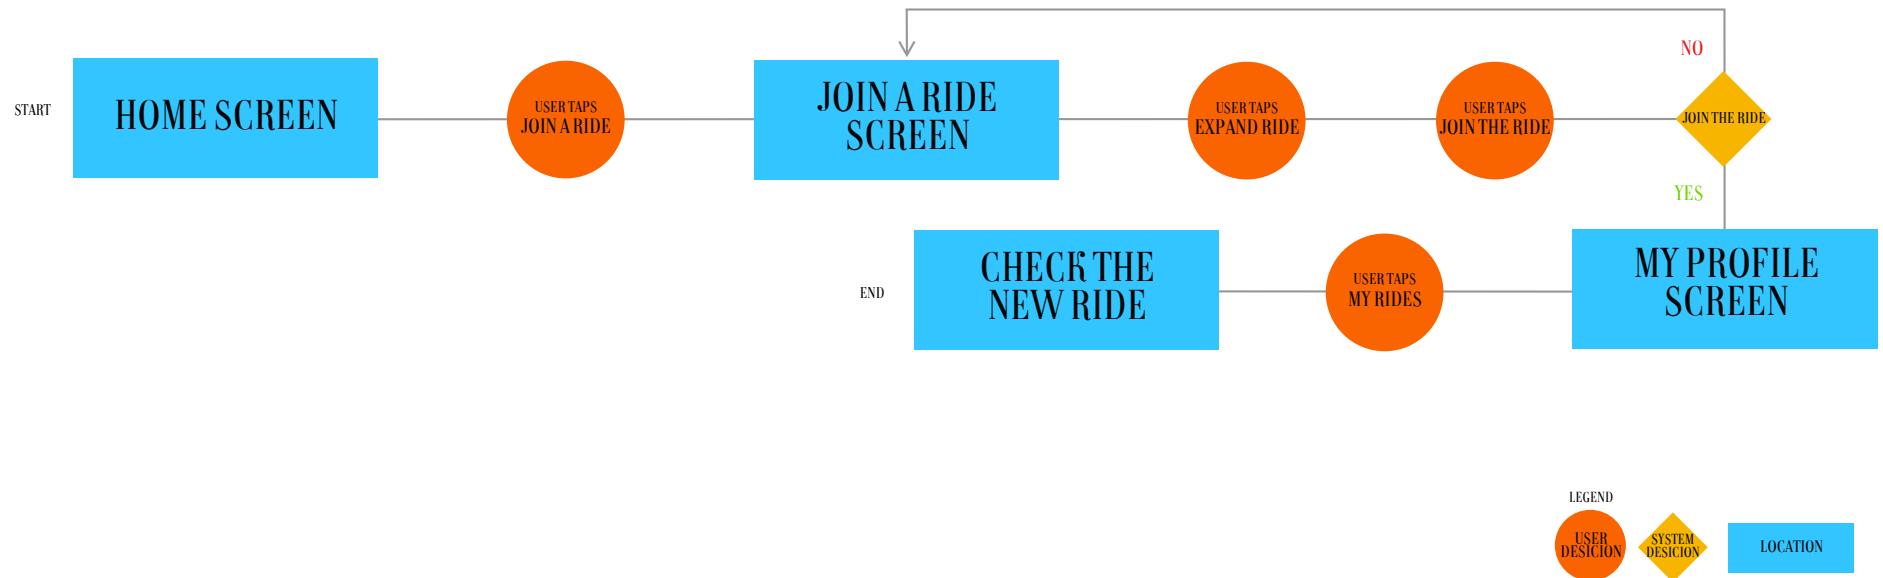 START
HOME SCREEN
USER TAPS
JOIN A RIDE
JOIN A RIDE
SCREEN
USER TAPS
EXPAND RIDE
USER TAPS
JOIN THE RIDE
NO
JOIN THE RIDE
YES
MY PROFILE
SCREEN
USER TAPS
MY RIDES
CHECK THE
NEW RIDE
END
LEGEND
USER
DESICION
SYSTEM
DESICION
LOCATION